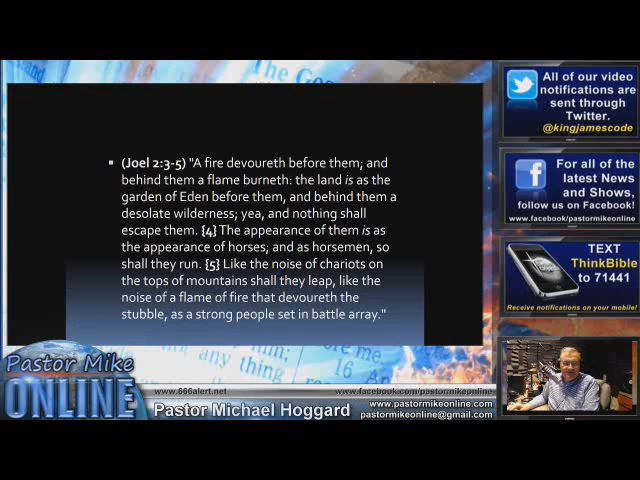 ▪ (Joel 2:3-5) "A fire devoureth before them; and
behind them a flame burneth: the land is as the
garden of Eden before them, and behind them a
desolate wilderness; yea, and nothing shall
escape them. {4} The appearance of them is as
the appearance of horses; and as horsemen, so
shall they run. {5} Like the noise of chariots on
the tops of mountains shall they leap, like the
noise of a flame of fire that devoureth the
stubble, as a strong people set in battle array."
All of our video
notifications are
sent through
Twitter.
@kingjamescode
For all of the
latest News
and Shows,
follow us on Facebook!
www.facebook/pastormikeonline
TEXT
ThinkBible
to 71441
Receive notifications on your mobile!
Pastor Mike
ONLINE
www.666alert.net
www.facebook.com/pastormikeonline
Pastor Michael Hoggard
www.pastormikeonline.com
pastormikeonline@gmail.com